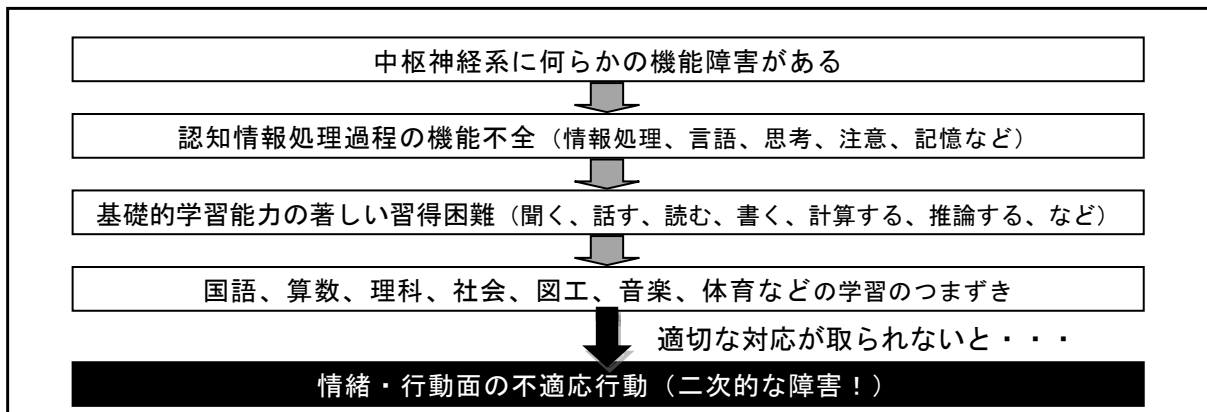 中枢神経系に何らかの機能障害がある
認知情報処理過程の機能不全（情報処理、言語、思考、注意、記憶など）
基礎的学習能力の著しい習得困難（聞く、話す、読む、書く、計算する、推論する、など）
国語、算数、理科、社会、図工、音楽、体育などの学習のつまずき
適切な対応が取られないと・・・
情緒・行動面の不適応行動（二次的な障害！）